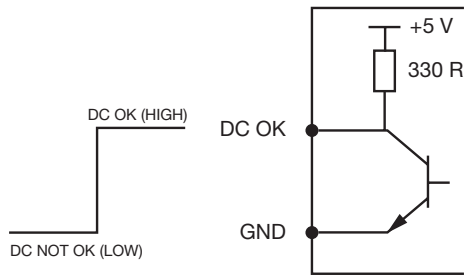 +5 V
330 R
DC OK (HIGH)
DC OK
GND
DC NOT OK (LOW)